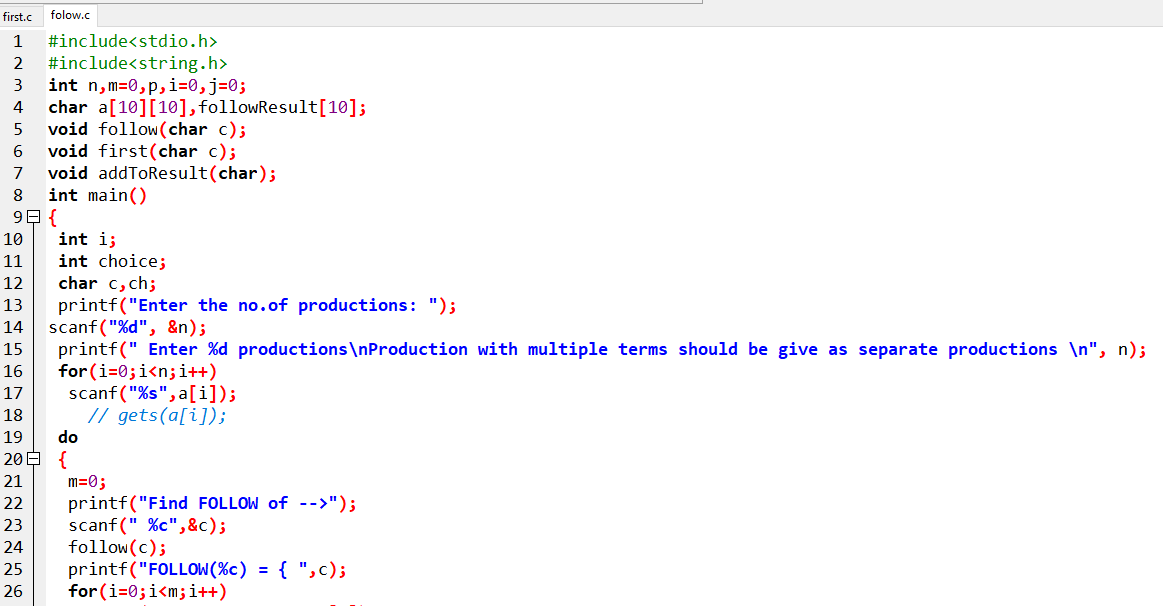 first.c folow.c
1 #include<stdio.h>
2 #include<string.h>
3 int n,m=0,p,i=0,j=0;
4 char a[10][10],followResult[10];
5 void follow(char c);
6 void first(char c);
7 void addToResult(char);
8 int main()
9 {
10 int i;
11 int choice;
12 char c,ch;
13 printf("Enter the no.of productions: ");
14 scanf("%d", &n);
15 printf(" Enter %d productions\nProduction with multiple terms should be give as separate productions \n", n);
16 for(i=0;i<n;i++)
17 scanf("%s",a[i]);
18 // gets(a[i]);
19 do
20 {
21 m=0;
22 printf("Find FOLLOW of -->");
23 scanf(" %c",&c);
24 follow(c);
25 printf("FOLLOW(%c) = { ",c);
26 for(i=0;i<m;i++)